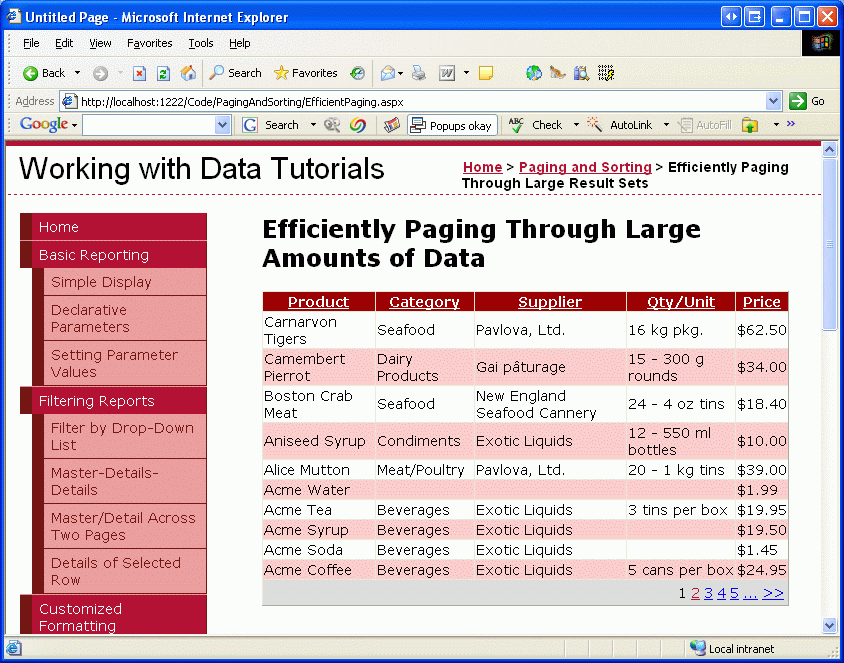 Untitled Page - Microsoft Internet Explorer
File Edit View Favorites Tools Help
Back Search Favorites
Address http://localhost:1222/Code/PagingAndSorting/EfficientPaging.aspx Go
Google Search Popups okay ABC Check AutoLink AutoFill »
Working with Data Tutorials
Home > Paging and Sorting > Efficiently Paging
Through Large Result Sets
Home
Basic Reporting
Simple Display
Declarative
Parameters
Setting Parameter
Values
Filtering Reports
Filter by Drop-Down
List
Master-Details-
Details
Master/Detail Across
Two Pages
Details of Selected
Row
Customized
Formatting
Efficiently Paging Through Large
Amounts of Data
Product Category Supplier Qty/Unit Price
Carnarvon
Tigers Seafood Pavlova, Ltd. 16 kg pkg. $62.50
Camembert
Pierrot Dairy
Products Gai pâturage 15 - 300 g
rounds $34.00
Boston Crab
Meat Seafood New England
Seafood Cannery 24 - 4 oz tins $18.40
Aniseed Syrup Condiments Exotic Liquids 12 - 550 ml
bottles $10.00
Alice Mutton Meat/Poultry Pavlova, Ltd. 20 - 1 kg tins $39.00
Acme Water $1.99
Acme Tea Beverages Exotic Liquids 3 tins per box $19.95
Acme Syrup Beverages Exotic Liquids $19.50
Acme Soda Beverages Exotic Liquids $1.45
Acme Coffee Beverages Exotic Liquids 5 cans per box $24.95
1 2 3 4 5 ... >>
Local intranet